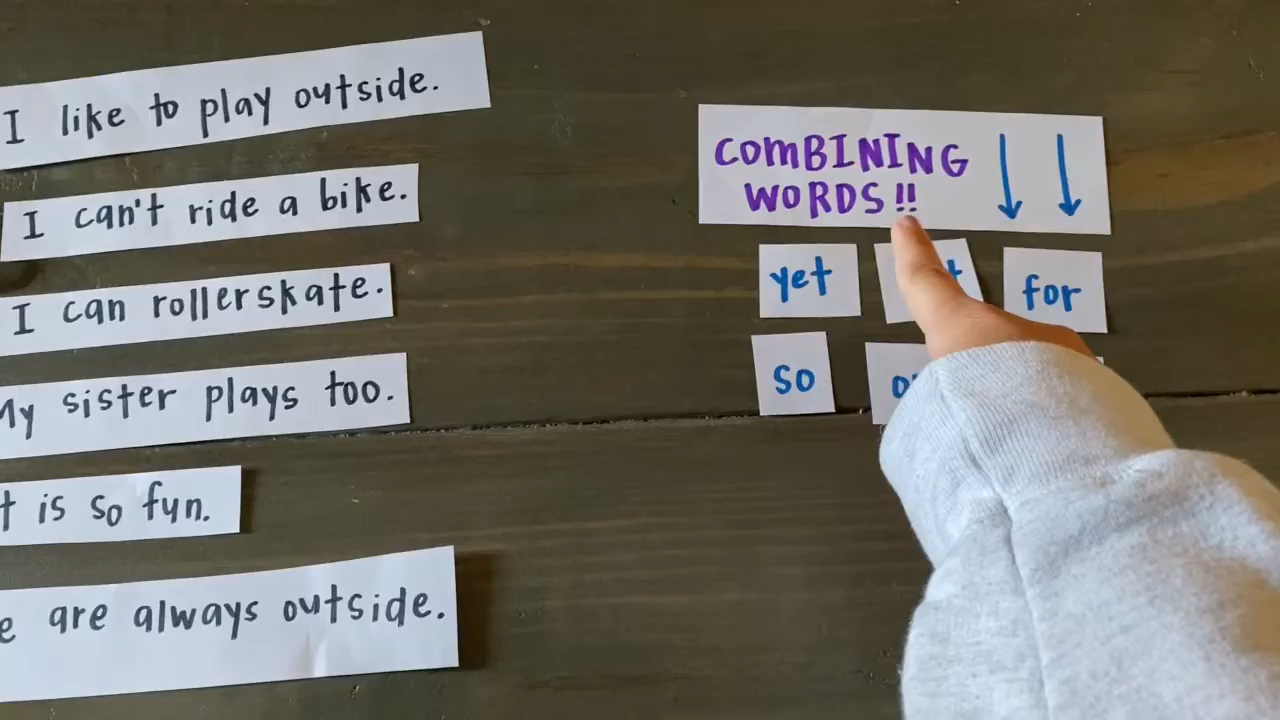 I like to play outside.
I can't ride a bike.
I can rollerskate.
My sister plays too.
is so fun.
are always outside.
COMBINING
WORDS!!
yet
for
so